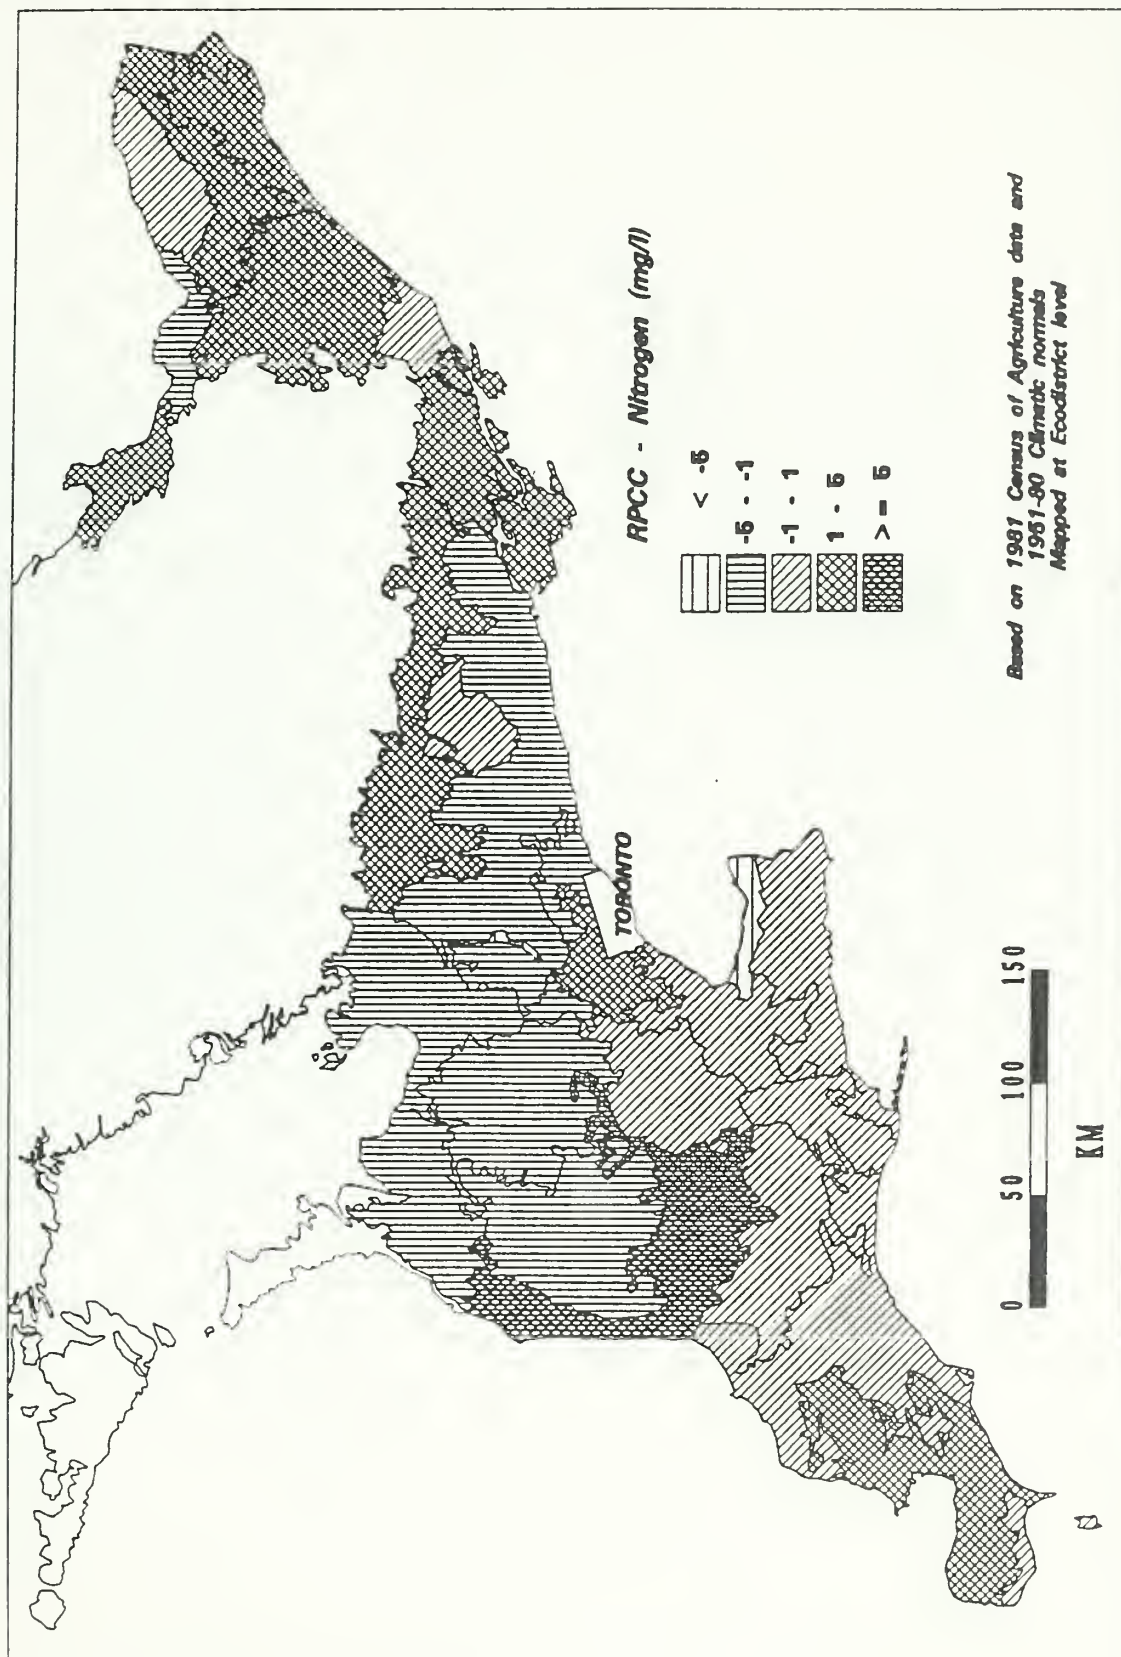 RPCC - Nitrogen (mg/l)
< -5
-5 - -1
-1 - 1
1 - 5
>= 5
TORONTO
Based on 1981 Census of Agriculture data and
1951-80 Climatic normals
Mapped at Ecodistrict level
0 50 100 150
KM